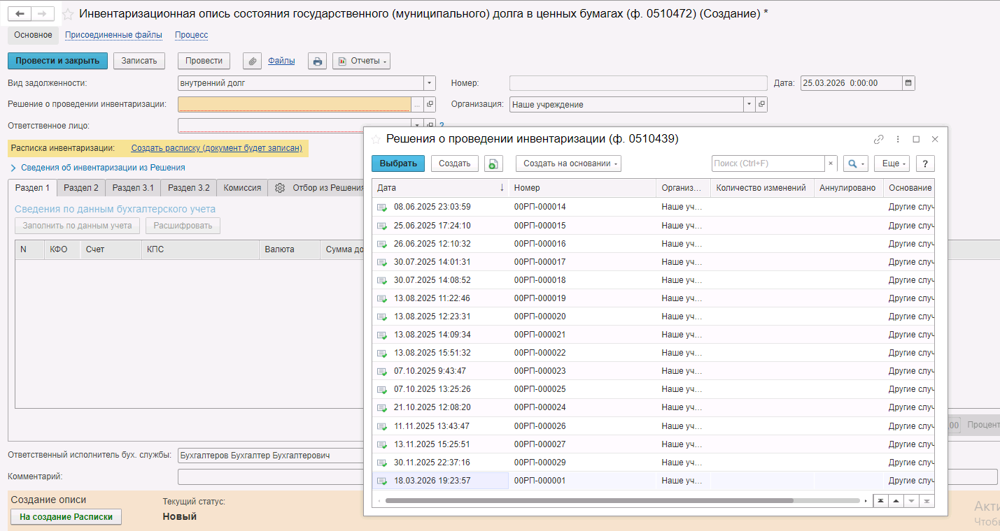 Инвентаризационная опись состояния государственного (муниципального) долга в ценных бумагах (ф. 0510472) (Создание) *
Основное Присоединенные файлы Процесс
Провести и закрыть Записать Провести Файлы Отчеты
Вид задолженности: внутренний долг Номер: Дата: 25.03.2026 0:00:00
Решение о проведении инвентаризации: ... Организация: Наше учреждение
Ответственное лицо: ?
Расписка инвентаризации: Создать расписку (документ будет записан)
Сведения об инвентаризации из Решения
Раздел 1 Раздел 2 Раздел 3.1 Раздел 3.2 Комиссия Отбор из Решения
Сведения по данным бухгалтерского учета
Заполнить по данным учета Расшифровать
N КФО Счет КПС Валюта Сумма до
,00 Процент
Ответственный исполнитель бух. службы: Бухгалтеров Бухгалтер Бухгалтерович
Комментарий:
Создание описи Текущий статус:
На создание Расписки Новый
Акти
Чтобы
Решения о проведении инвентаризации (ф. 0510439)
Выбрать Создать Создать на основании Поиск (Ctrl+F) × Еще ?
Дата ↓ Номер Организ... Количество изменений Аннулировано Основание
08.06.2025 23:03:59 00РП-000014 Наше уч... Другие случ
25.06.2025 17:24:10 00РП-000015 Наше уч... Другие случ
26.06.2025 12:10:32 00РП-000016 Наше уч... Другие случ
30.07.2025 14:01:31 00РП-000017 Наше уч... Другие случ
30.07.2025 14:08:52 00РП-000018 Наше уч... Другие случ
13.08.2025 11:22:46 00РП-000019 Наше уч... Другие случ
13.08.2025 12:23:31 00РП-000020 Наше уч... Другие случ
13.08.2025 14:09:34 00РП-000021 Наше уч... Другие случ
13.08.2025 15:51:32 00РП-000022 Наше уч... Другие случ
07.10.2025 9:43:47 00РП-000023 Наше уч... Другие случ
07.10.2025 13:25:26 00РП-000025 Наше уч... Другие случ
21.10.2025 12:08:20 00РП-000024 Наше уч... Другие случ
11.11.2025 13:43:47 00РП-000026 Наше уч... Другие случ
13.11.2025 15:25:51 00РП-000027 Наше уч... Другие случ
30.11.2025 22:37:16 00РП-000029 Наше уч... Другие случ
18.03.2026 19:23:57 00РП-000001 Наше уч... Другие случ